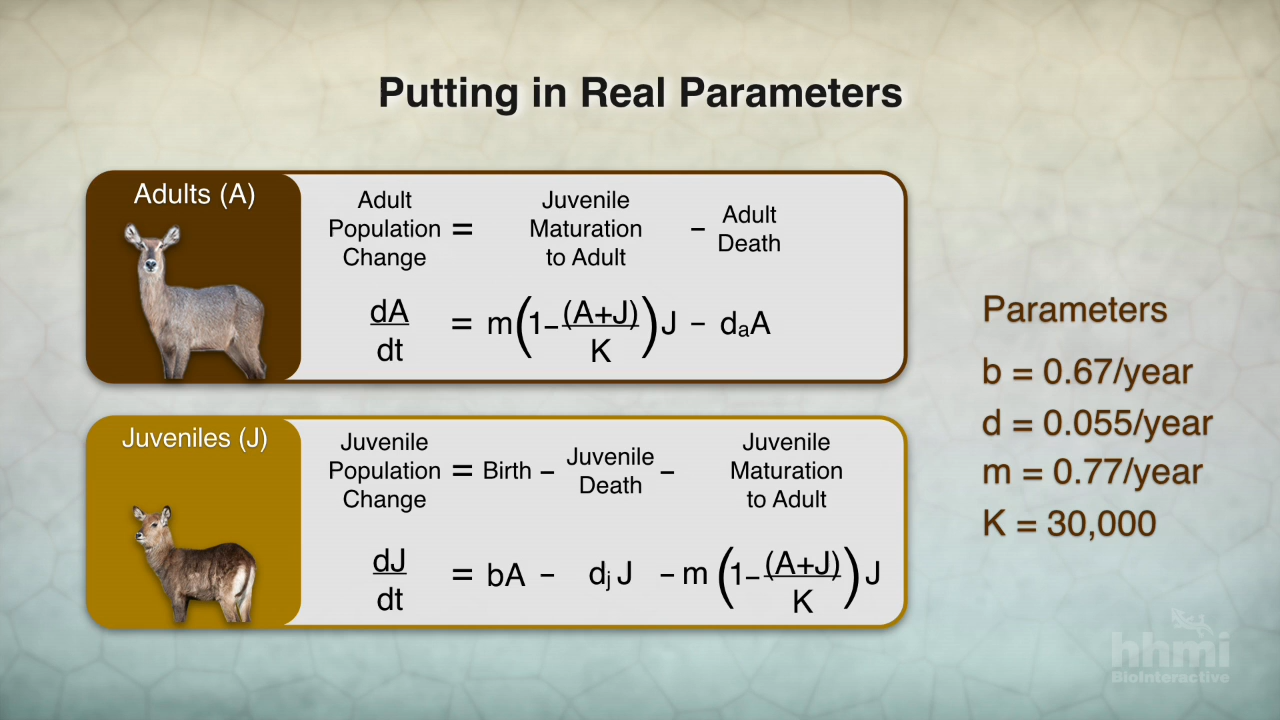 Putting in Real Parameters
Adults (A)
Adult
Population
Change
=
Juvenile
Maturation
to Adult
–
Adult
Death
dA
dt
= m(1–(A+J)
K
)J – daA
Juveniles (J)
Juvenile
Population
Change
= Birth –
Juvenile
Death
–
Juvenile
Maturation
to Adult
dJ
dt
= bA – dj J – m (1–(A+J)
K
)J
Parameters
b = 0.67/year
d = 0.055/year
m = 0.77/year
K = 30,000
hhmi
BioInteractive